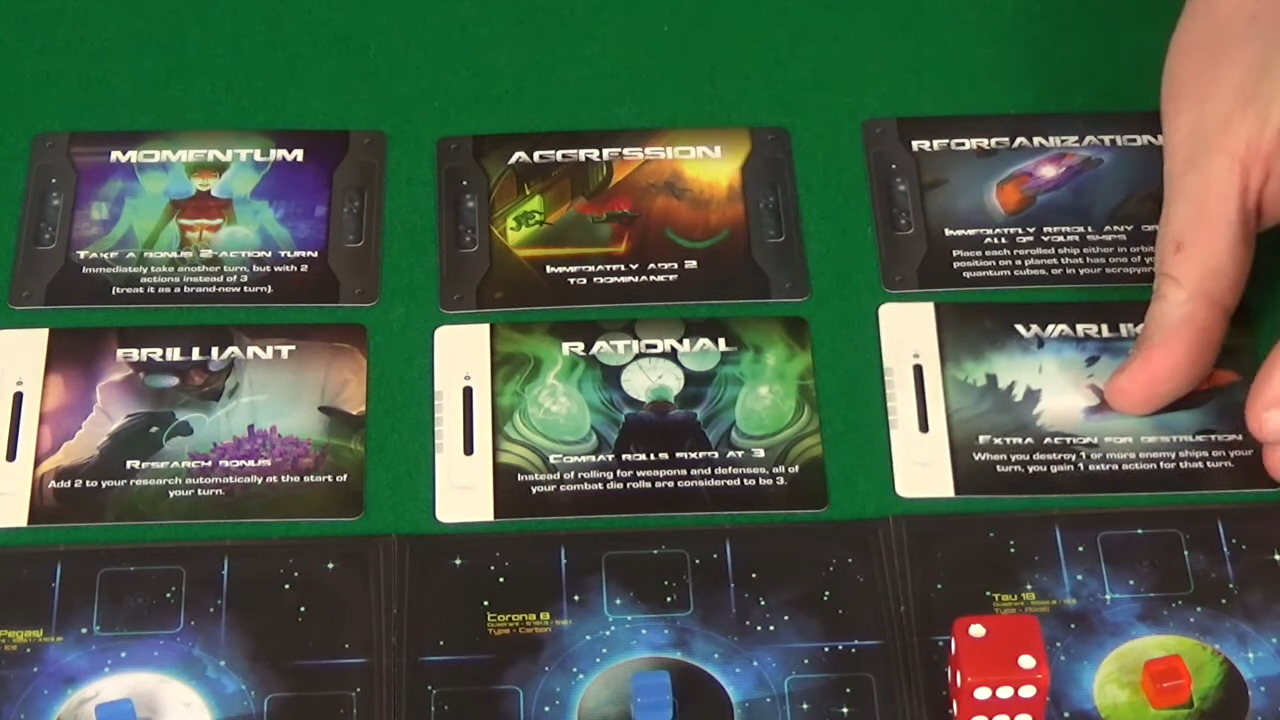 MOMENTUM
TAKE A BONUS 2-ACTION TURN
Immediately take another turn, but with 2
actions instead of 3
(treat it as a brand-new turn).
AGGRESSION
IMMEDIATELY ADD 2
TO DOMINANCE
REORGANIZATION
IMMEDIATELY REROLL ANY OR
ALL OF YOUR SHIPS
Place each rerolled ship either in orbit
position on a planet that has one of
quantum cubes, or in your
BRILLIANT
RESEARCH BONUS
Add 2 to your research automatically at the start of
your turn.
RATIONAL
COMBAT ROLLS FIXED AT 3
Instead of rolling for weapons and defenses, all of
your combat die rolls are considered to be 3.
EXTRA ACTION FOR DESTRUCTION
When you destroy 1 or more enemy ships on your
turn, you gain 1 extra action for that turn.
Pegasi
Corona B
Type - Carbon
Tau 1B